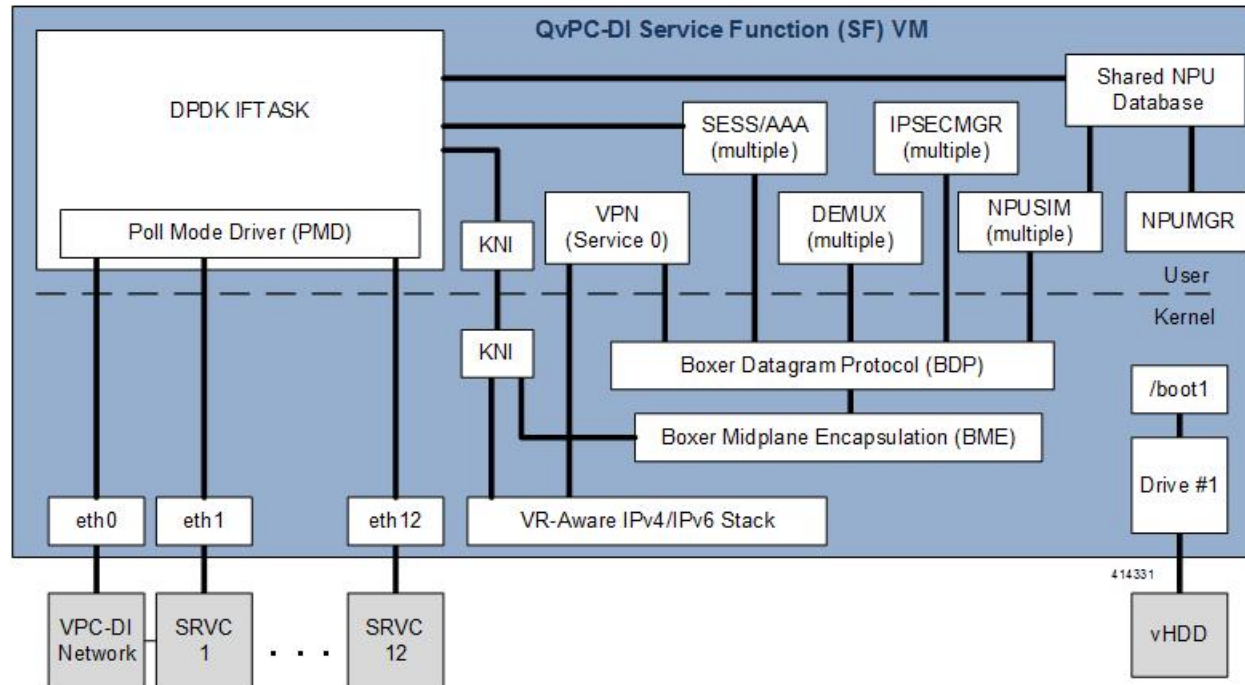 QvPC-DI Service Function (SF) VM
DPDK IFTASK
Shared NPU
Database
SESS/AAA
(multiple)
IPSECMGR
(multiple)
Poll Mode Driver (PMD)
KNI
VPN
(Service 0)
DEMUX
(multiple)
NPUSIM
(multiple)
NPUMGR
User
Kernel
KNI
Boxer Datagram Protocol (BDP)
/boot1
Boxer Midplane Encapsulation (BME)
Drive #1
eth0
eth1
eth12
VR-Aware IPv4/IPv6 Stack
414331
VPC-DI
Network
SRVC
1
. . .
SRVC
12
vHDD